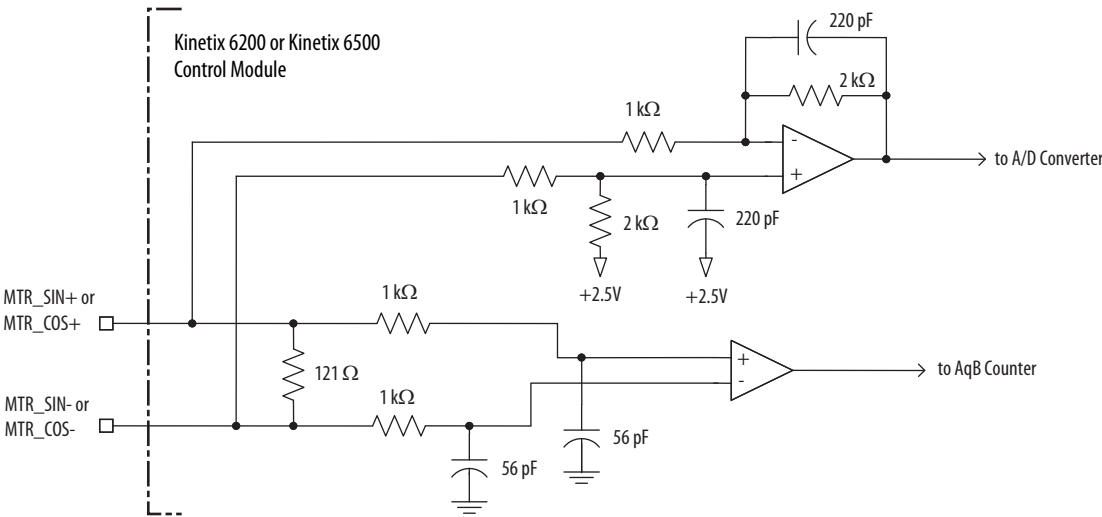 Kinetix 6200 or Kinetix 6500
Control Module
220 pF
2 kΩ
1 kΩ
-
+
to A/D Converter
1 kΩ
2 kΩ
220 pF
+2.5V
+2.5V
MTR_SIN+ or
MTR_COS+
1 kΩ
121 Ω
+
-
to AqB Counter
MTR_SIN- or
MTR_COS-
1 kΩ
56 pF
56 pF